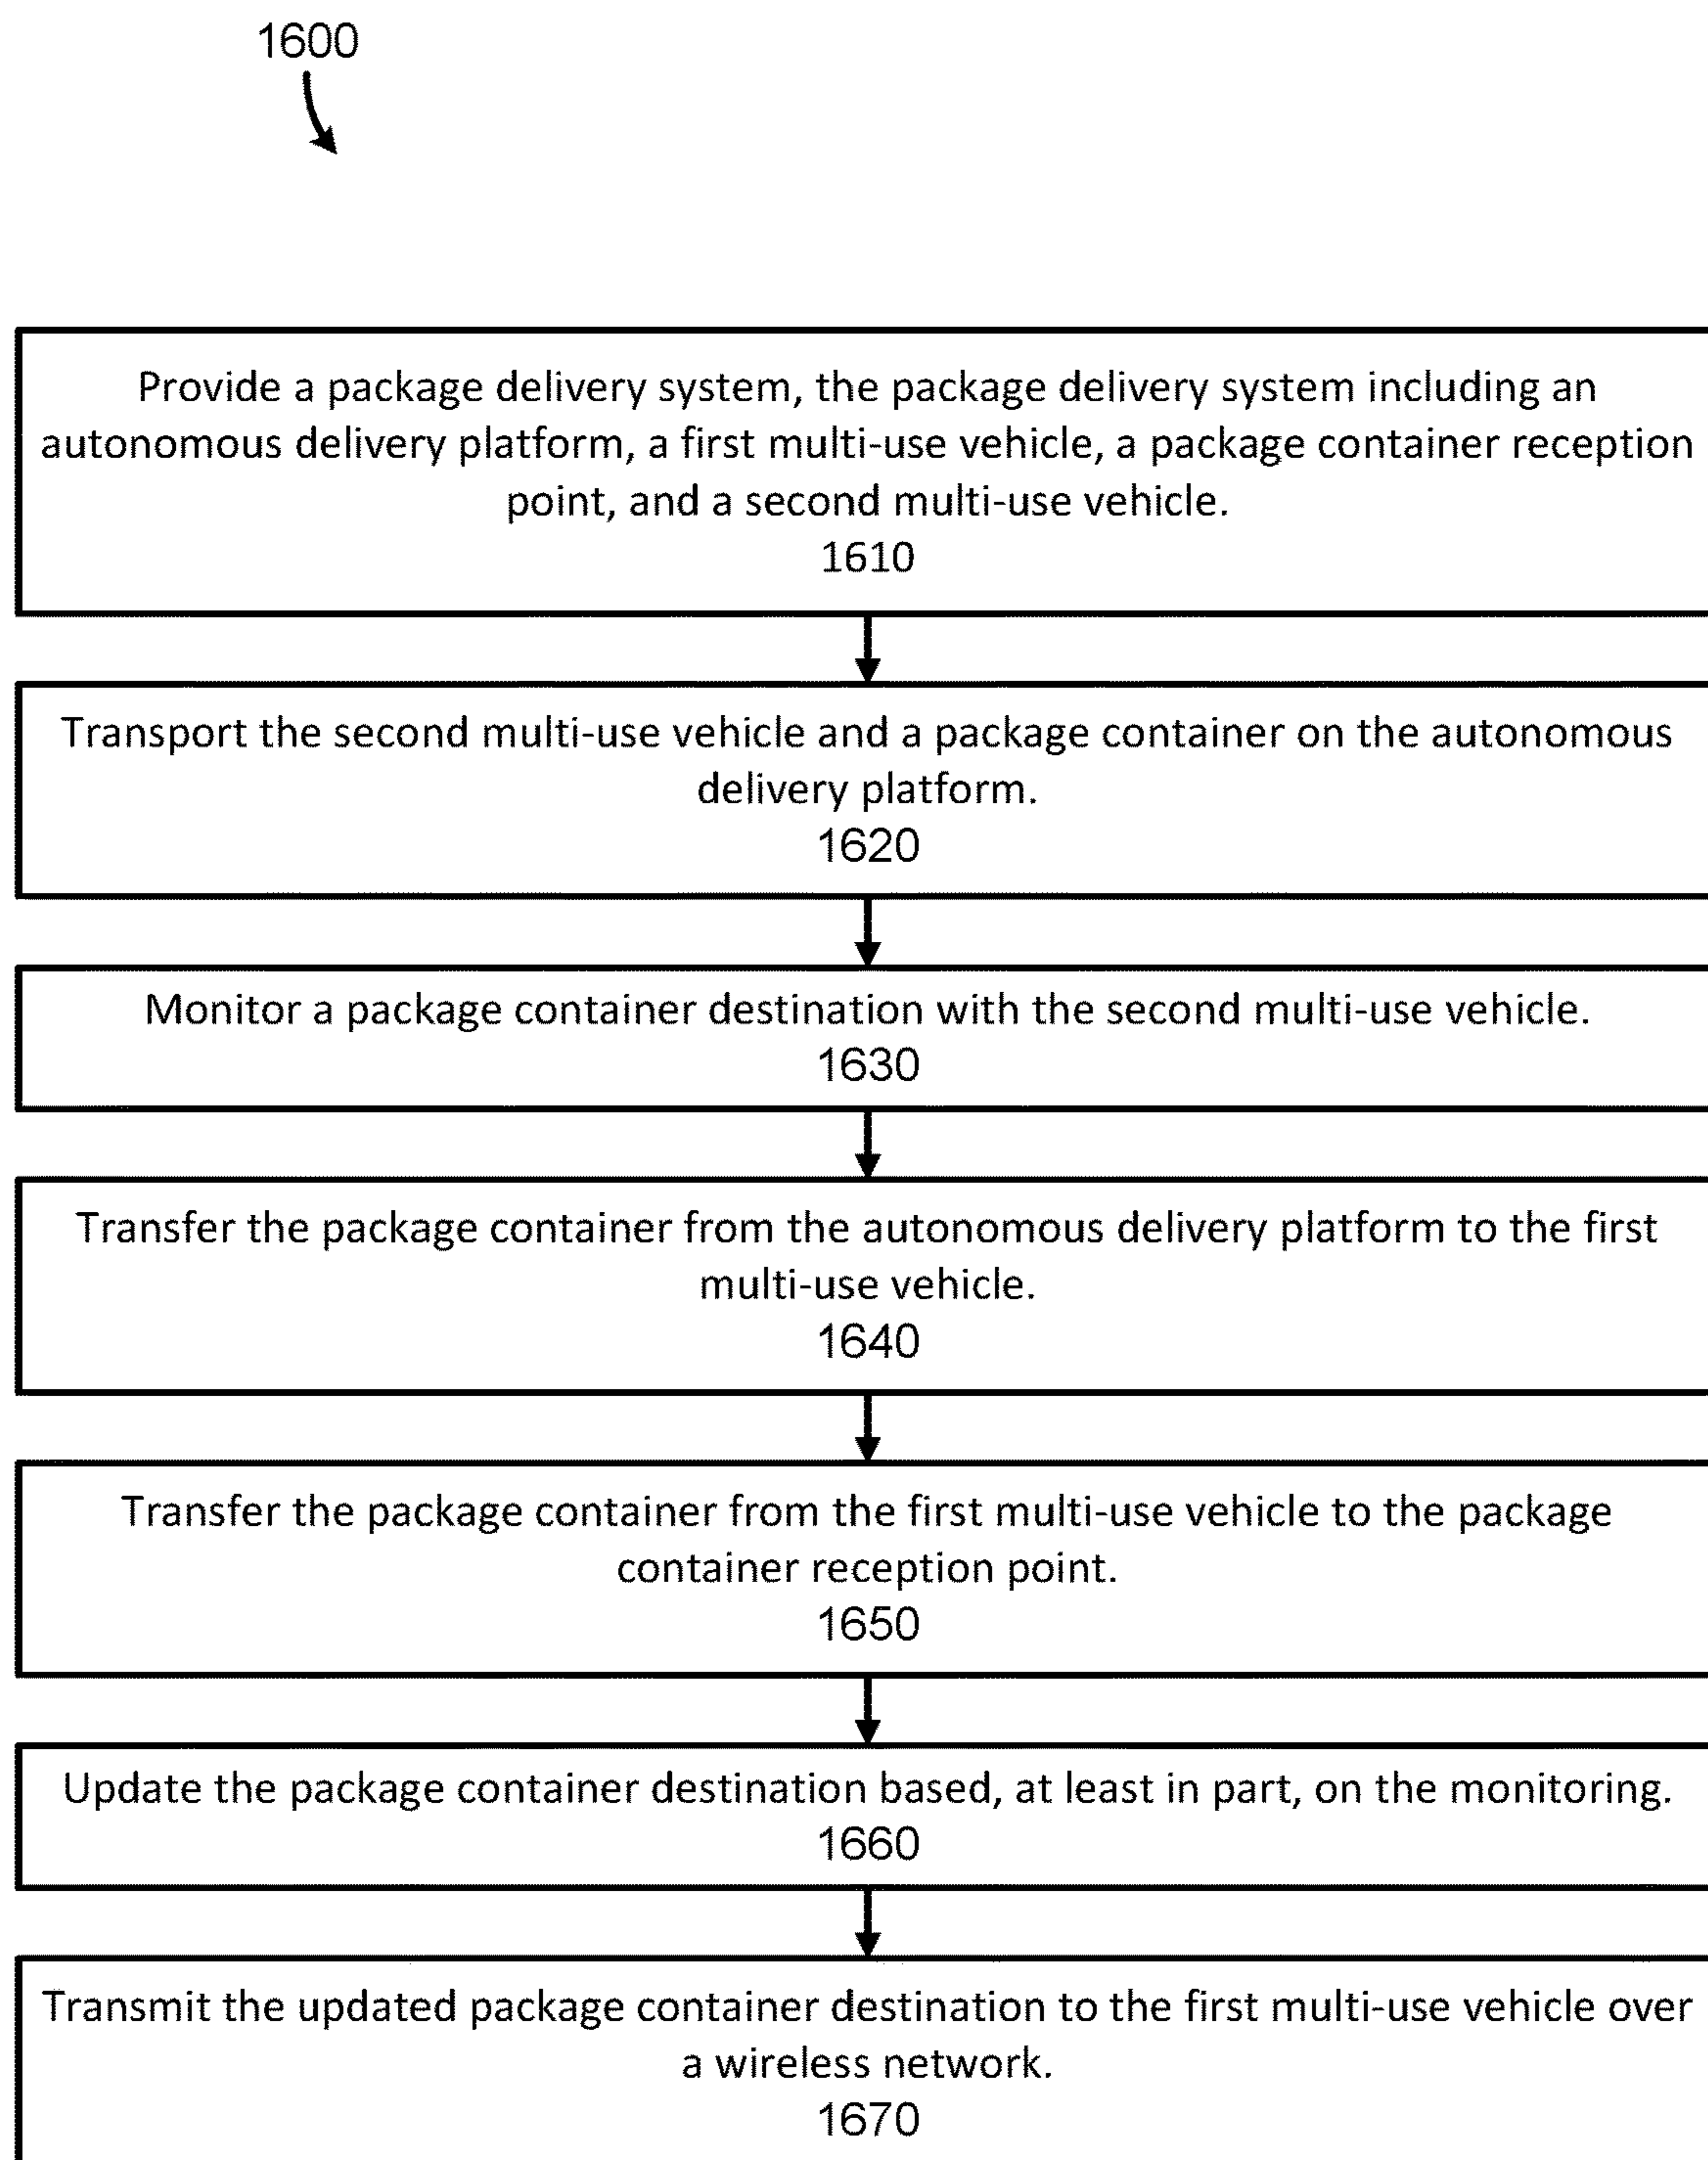 1600
Provide a package delivery system, the package delivery system including an
autonomous delivery platform, a first multi-use vehicle, a package container reception
point, and a second multi-use vehicle.
1610
Transport the second multi-use vehicle and a package container on the autonomous
delivery platform.
1620
Monitor a package container destination with the second multi-use vehicle.
1630
Transfer the package container from the autonomous delivery platform to the first
multi-use vehicle.
1640
Transfer the package container from the first multi-use vehicle to the package
container reception point.
1650
Update the package container destination based, at least in part, on the monitoring.
1660
Transmit the updated package container destination to the first multi-use vehicle over
a wireless network.
1670